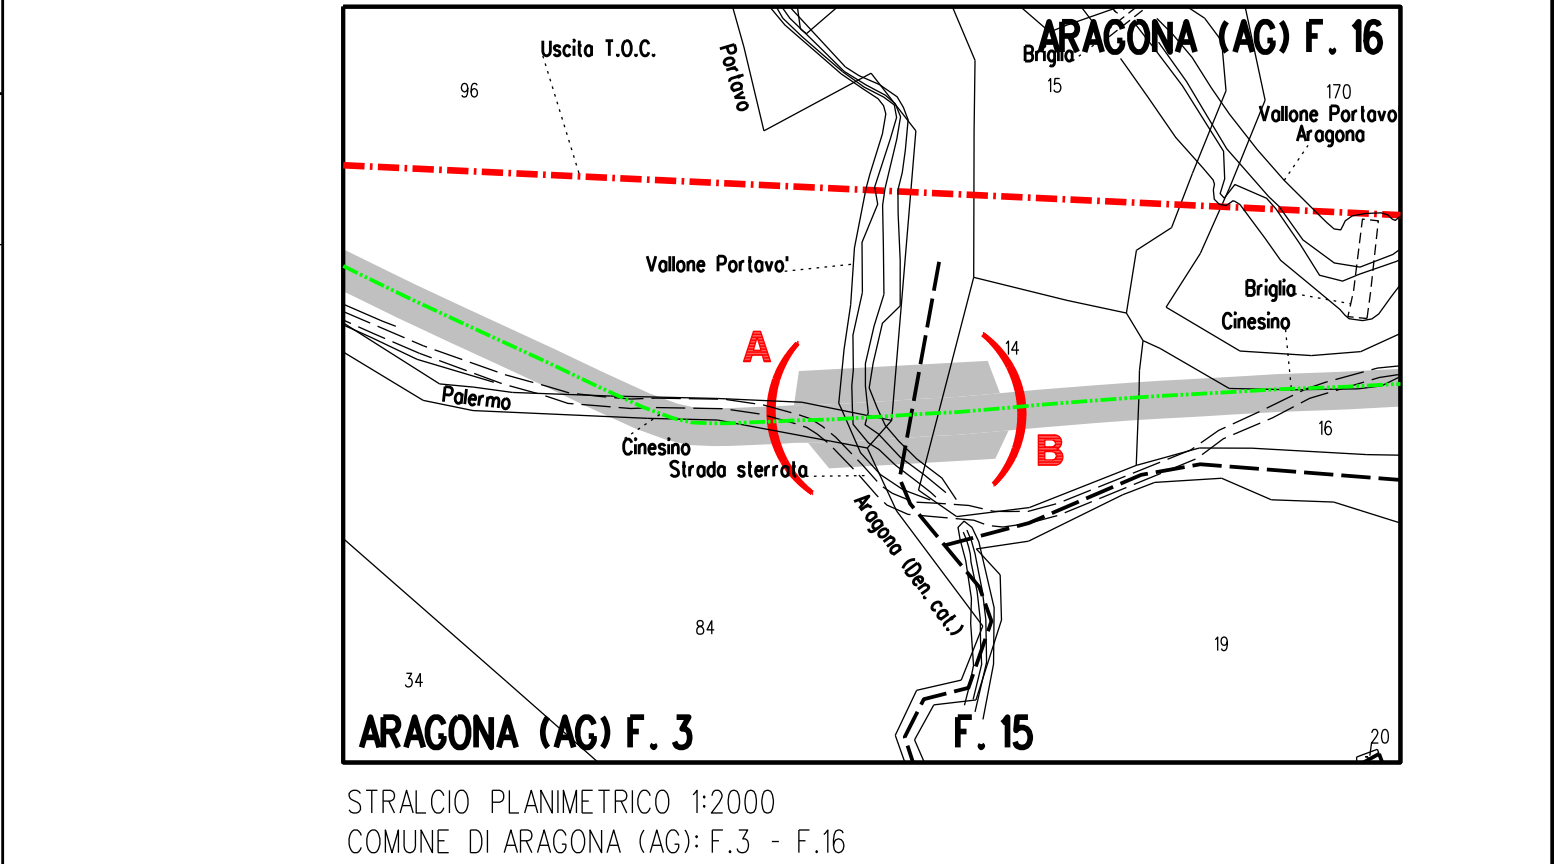 ARAGONA (AG) F. 16
Uscita T.O.C.
Portavo
Briglia
96
15
170
Vallone Portavo
Aragona
Vallone Portavo'
Briglia
Cinesino
A
14
Palermo
16
Cinesino
B
Strada sterrata
Aragona (Den. cat.)
84
19
34
ARAGONA (AG) F. 3
F. 15
20
STRALCIO PLANIMETRICO 1:2000
COMUNE DI ARAGONA (AG): F.3 - F.16